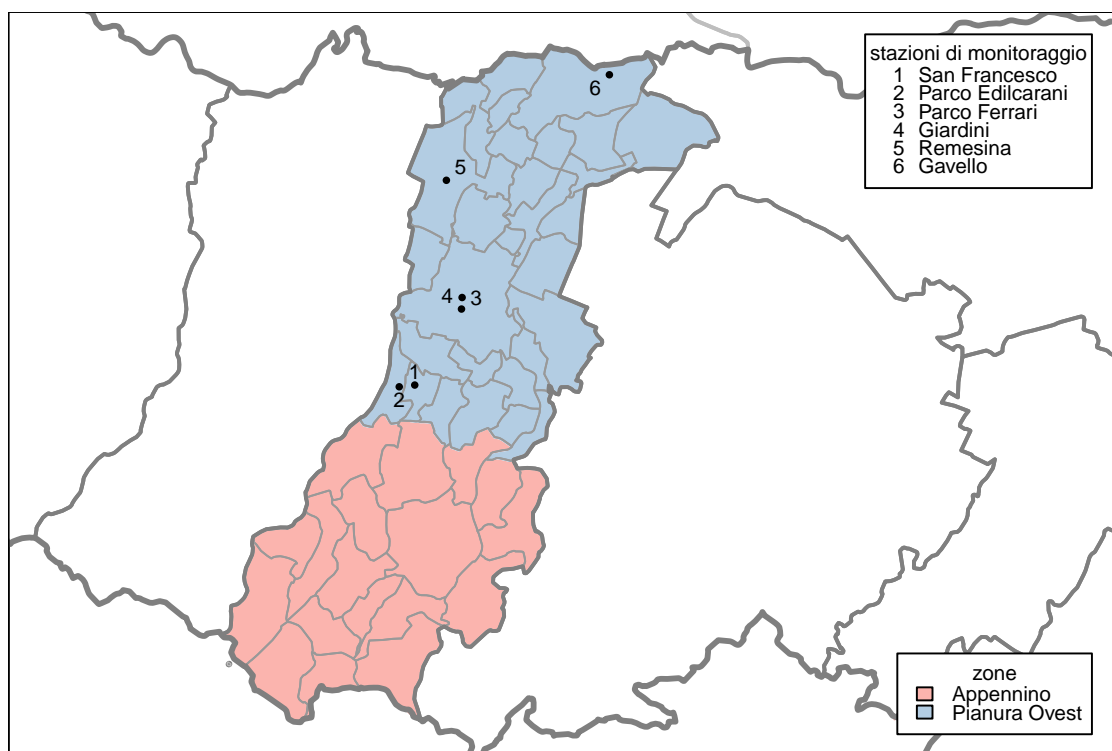 stazioni di monitoraggio
1 San Francesco
2 Parco Edilcarani
3 Parco Ferrari
4 Giardini
5 Remesina
6 Gavello
6
5
4 3
1
2
zone
Appennino
Pianura Ovest